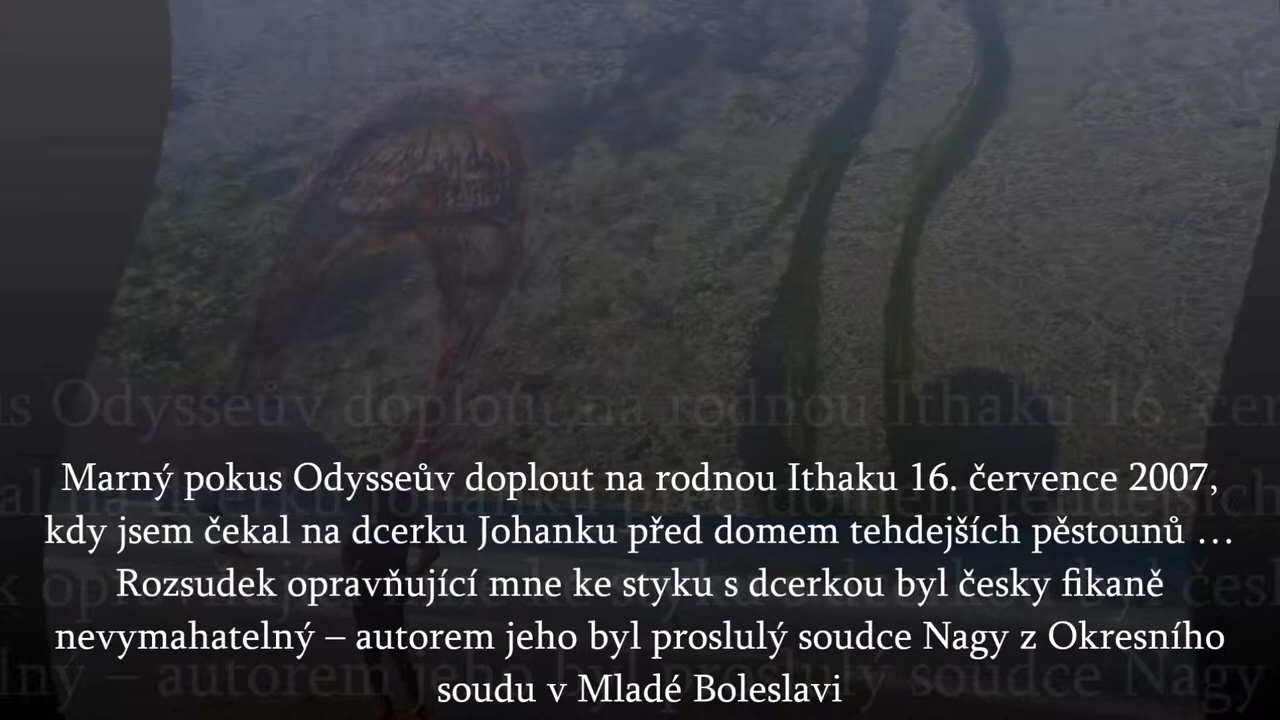 Marný pokus Odysseův doplout na rodnou Ithaku 16. července 2007,
kdy jsem čekal na dcerku Johanku před domem tehdejších pěstounů …
Rozsudek opravňující mne ke styku s dcerkou byl česky fikaně
nevymahatelný – autorem jeho byl proslulý soudce Nagy z Okresního
soudu v Mladé Boleslavi